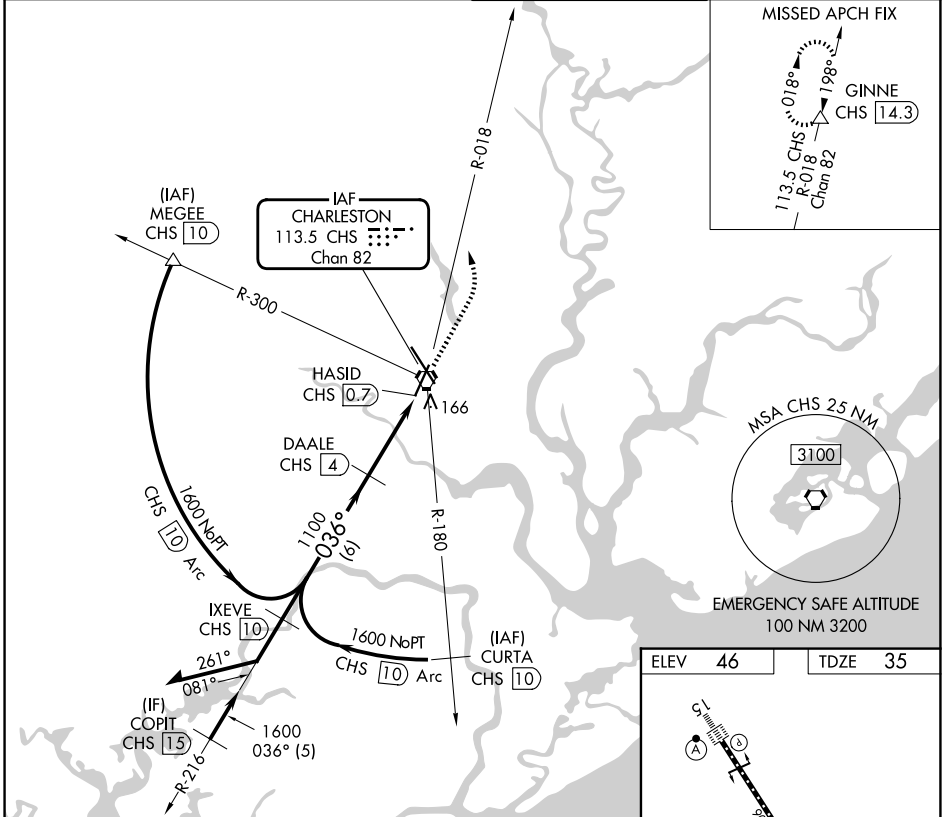 MISSED APCH FIX
018°
198°
GINNE
CHS 14.3
113.5 CHS
R-018
Chan 82
R-018
(IAF)
MEGEE
CHS 10
IAF
CHARLESTON
113.5 CHS
Chan 82
R-300
HASID
CHS 0.7
166
DAALE
CHS 4
MSA CHS 25 NM
3100
1600 NoPT
CHS 10 Arc
1100
036°
(6)
R-180
EMERGENCY SAFE ALTITUDE
100 NM 3200
IXEVE
CHS 10
1600 NoPT
CHS 10 Arc
(IAF)
CURTA
CHS 10
261°
081°
(IF)
COPIT
CHS 15
1600
036° (5)
R-216
ELEV 46
TDZE 35
15
A
P